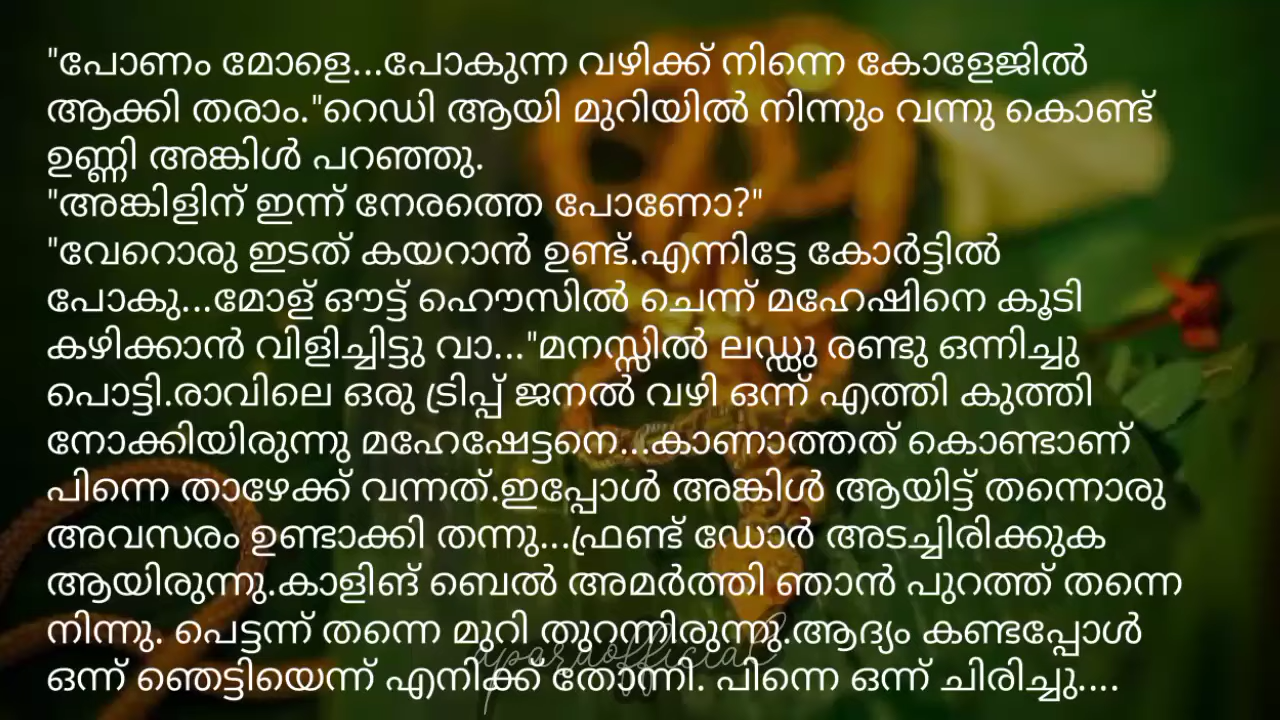 "പോണം മോളെ...പോകുന്ന വഴിക്ക് നിന്നെ കോളേജിൽ
ആക്കി തരാം."റെഡി ആയി മുറിയിൽ നിന്നും വന്നു കൊണ്ട്
ഉണ്ണി അങ്കിൾ പറഞ്ഞു.
"അങ്കിളിന് ഇന്ന് നേരത്തെ പോണോ?"
"വേറൊരു ഇടത് കയറാൻ ഉണ്ട്.എന്നിട്ടേ കോർട്ടിൽ
പോകു...മോള് ഔട്ട് ഹൌസിൽ ചെന്ന് മഹേഷിനെ കൂടി
കഴിക്കാൻ വിളിച്ചിട്ടു വാ..."മനസ്സിൽ ലഡ്ഡു രണ്ടു ഒന്നിച്ചു
പൊട്ടി.രാവിലെ ഒരു ട്രിപ്പ് ജനൽ വഴി ഒന്ന് എത്തി കുത്തി
നോക്കിയിരുന്നു മഹേഷേട്ടനെ...കാണാത്തത് കൊണ്ടാണ്
പിന്നെ താഴേക്ക് വന്നത്.ഇപ്പോൾ അങ്കിൾ ആയിട്ട് തന്നൊരു
അവസരം ഉണ്ടാക്കി തന്നു...ഫ്രണ്ട് ഡോർ അടച്ചിരിക്കുക
ആയിരുന്നു.കാളിങ് ബെൽ അമർത്തി ഞാൻ പുറത്ത് തന്നെ
നിന്നു. പെട്ടന്ന് തന്നെ മുറി തുറന്നിരുന്നു.ആദ്യം കണ്ടപ്പോൾ
aparnofficial
ഒന്ന് ഞെട്ടിയെന്ന് എനിക്ക് തോന്നി. പിന്നെ ഒന്ന് ചിരിച്ചു....